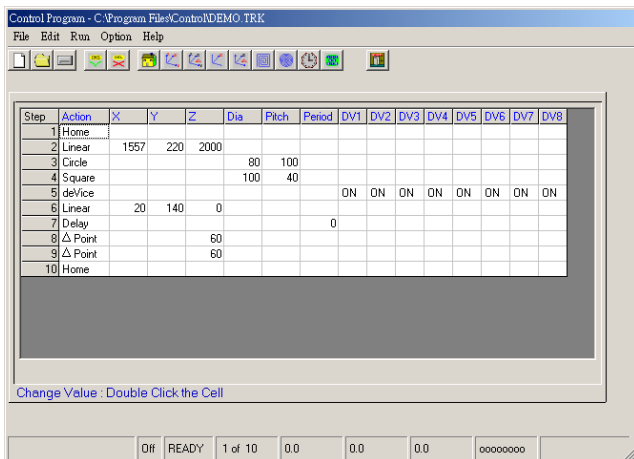 Control Program - C:\Program Files\Control\DEMO.TRK
File Edit Run Option Help
Step Action X Y Z Dia Pitch Period DV1 DV2 DV3 DV4 DV5 DV6 DV7 DV8
1 Home
2 Linear 1557 220 2000
3 Circle 80 100
4 Square 100 40
5 deVice ON ON ON ON ON ON ON ON
6 Linear 20 140 0
7 Delay 0
8 Δ Point 60
9 Δ Point 60
10 Home
Change Value : Double Click the Cell
Off READY 1 of 10 0.0 0.0 0.0 oooooooo